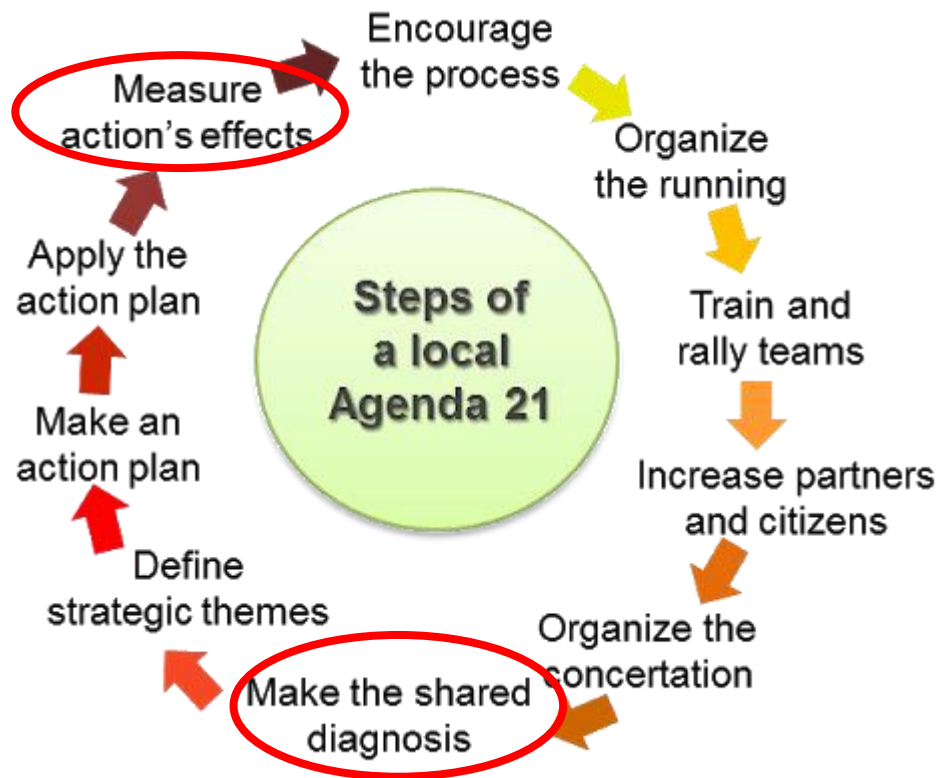 Encourage
the process
Organize
the running
Train and
rally teams
Increase partners
and citizens
Organize the
concertation
Make the shared
diagnosis
Define
strategic themes
Make an
action plan
Apply the
action plan
Measure
action's effects
Steps of
a local
Agenda 21